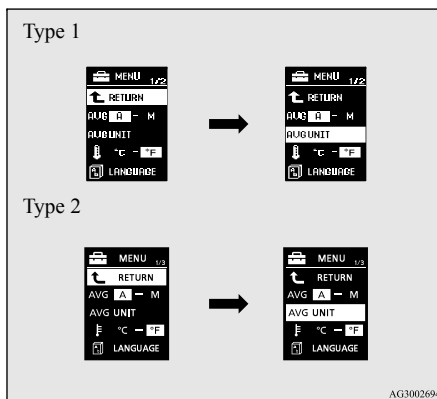 Type 1
MENU 1/2
RETURN
AVG A - M
AVG UNIT
°C - °F
LANGUAGE
MENU 1/2
RETURN
AVG A - M
AVG UNIT
°C - °F
LANGUAGE
Type 2
MENU 1/3
RETURN
AVG A - M
AVG UNIT
°C - °F
LANGUAGE
MENU 1/3
RETURN
AVG A - M
AVG UNIT
°C - °F
LANGUAGE